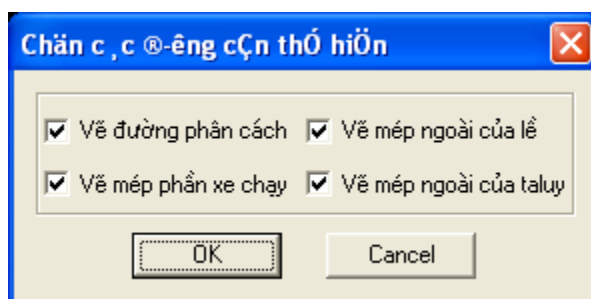 Chän c¸c ®­êng cÇn thÓ hiÖn
Vẽ đường phân cách Vẽ mép ngoài của lề
Vẽ mép phần xe chạy Vẽ mép ngoài của taluy
OK Cancel